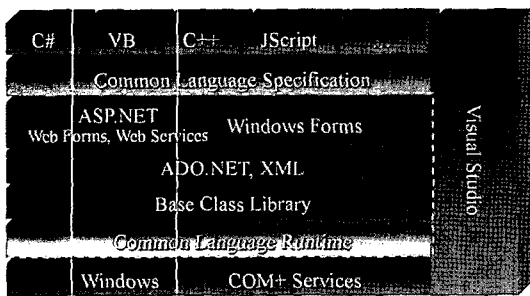 C# VB C++ JScript
Common Language Specification
ASP.NET
Web Forms, Web Services Windows Forms
ADO.NET, XML
Base Class Library
Common Language Runtime
Windows COM+ Services
Visual Studio